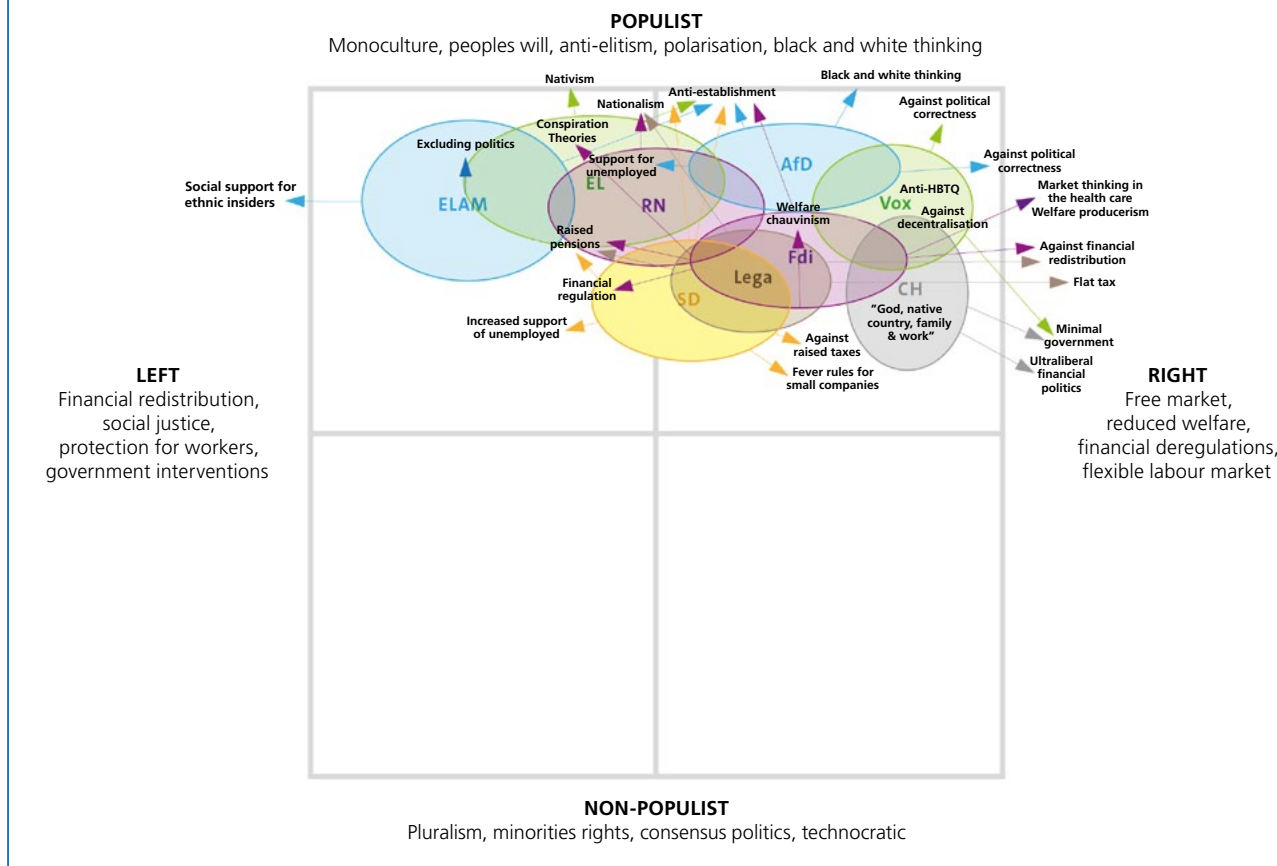 POPULIST
Monoculture, peoples will, anti-elitism, polarisation, black and white thinking
Nativism
Nationalism
Anti-establishment
Black and white thinking
Against political
correctness
Conspiration
Theories
Excluding politics
Support for
unemployed
AfD
Against political
correctness
Social support for
ethnic insiders
ELAM
EL
RN
Anti-HBTQ
Vox
Against
decentralisation
Market thinking in
the health care
Welfare producerism
Welfare
chauvinism
Raised
pensions
Fdi
Against financial
redistribution
Lega
Flat tax
Financial
regulation
SD
CH
"God, native
country, family
& work"
Increased support
of unemployed
Against
raised taxes
Minimal
government
Fever rules for
small companies
Ultraliberal
financial
politics
LEFT
Financial redistribution,
social justice,
protection for workers,
government interventions
RIGHT
Free market,
reduced welfare,
financial deregulations,
flexible labour market
NON-POPULIST
Pluralism, minorities rights, consensus politics, technocratic